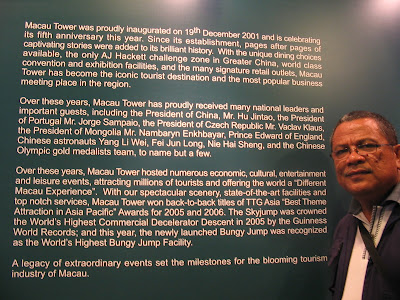 Macau Tower was proudly inaugurated on 19th December 2001 and is celebrating
its fifth anniversary this year. Since its establishment, pages after pages of
captivating stories were added to its brilliant history. With the unique dining choices
available, the only AJ Hackett challenge zone in Greater China, world class
convention and exhibition facilities, and the many signature retail outlets, Macau
Tower has become the iconic tourist destination and the most popular business
meeting place in the region.
Over these years, Macau Tower has proudly received many national leaders and
important guests, including the President of China, Mr. Hu Jintao, the President
of Portugal Mr. Jorge Sampaio, the President of Czech Republic Mr. Vaclav Klaus,
the President of Mongolia Mr. Nambaryn Enkhbayar, Prince Edward of England,
Chinese astronauts Yang Li Wei, Fei Jun Long, Nie Hai Sheng, and the Chinese
Olympic gold medalists team, to name but a few.
Over these years, Macau Tower hosted numerous economic, cultural, entertainment
and leisure events, attracting millions of tourists and offering the world a "Different
Macau Experience". With our spectacular scenery, state-of-the-art facilities and
top notch services, Macau Tower won back-to-back titles of TTG Asia "Best Theme
Attraction in Asia Pacific" Awards for 2005 and 2006. The Skyjump was crowned
the World's Highest Commercial Decelerator Descent in 2005 by the Guinness
World Records; and this year, the newly launched Bungy Jump was recognized
as the World's Highest Bungy Jump Facility.
A legacy of extraordinary events set the milestones for the blooming tourism
industry of Macau.